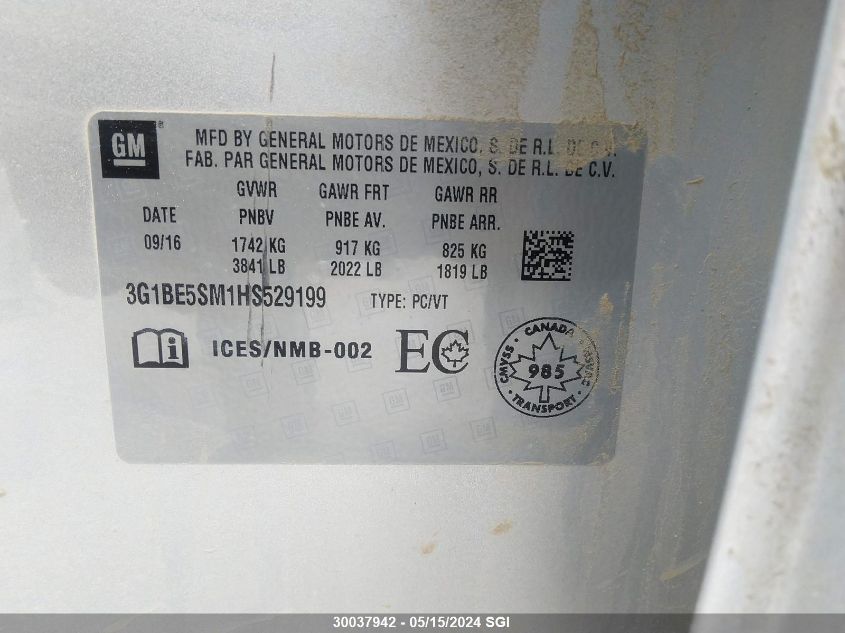 GM
MFD BY GENERAL MOTORS DE MEXICO, S. DE R.L. DE C.V.
FAB. PAR GENERAL MOTORS DE MEXICO, S. DE R.L. DE C.V.
GVWR GAWR FRT GAWR RR
DATE PNBV PNBE AV. PNBE ARR.
09/16 1742 KG 917 KG 825 KG
3841 LB 2022 LB 1819 LB
3G1BE5SM1HS529199 TYPE: PC/VT
i ICES/NMB-002 EC
CANADA
CMVSS 985 CVASC
TRANSPORT
30037942 - 05/15/2024 SGI